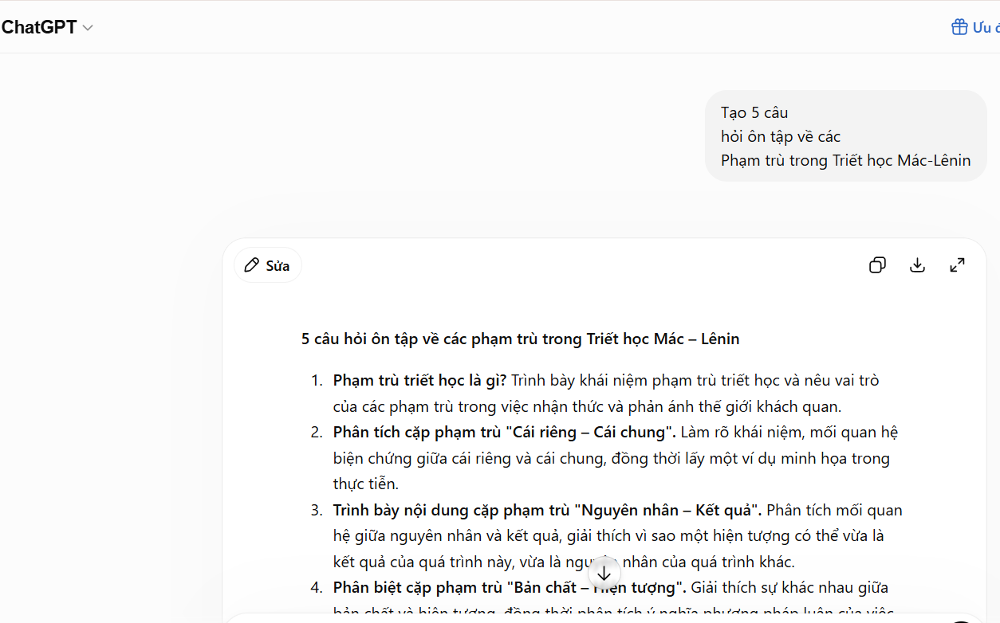 ChatGPT
Ưu
Tạo 5 câu
hỏi ôn tập về các
Phạm trù trong Triết học Mác-Lênin
Sửa
5 câu hỏi ôn tập về các phạm trù trong Triết học Mác – Lênin
1. Phạm trù triết học là gì? Trình bày khái niệm phạm trù triết học và nêu vai trò
của các phạm trù trong việc nhận thức và phản ánh thế giới khách quan.
2. Phân tích cặp phạm trù "Cái riêng – Cái chung". Làm rõ khái niệm, mối quan hệ
biện chứng giữa cái riêng và cái chung, đồng thời lấy một ví dụ minh họa trong
thực tiễn.
3. Trình bày nội dung cặp phạm trù "Nguyên nhân – Kết quả". Phân tích mối quan
hệ giữa nguyên nhân và kết quả, giải thích vì sao một hiện tượng có thể vừa là
kết quả của quá trình này, vừa là nguyên nhân của quá trình khác.
4. Phân biệt cặp phạm trù "Bản chất – Hiện tượng". Giải thích sự khác nhau giữa
bản chất và hiện tượng, đồng thời phân tích ý nghĩa phương pháp luận của việc